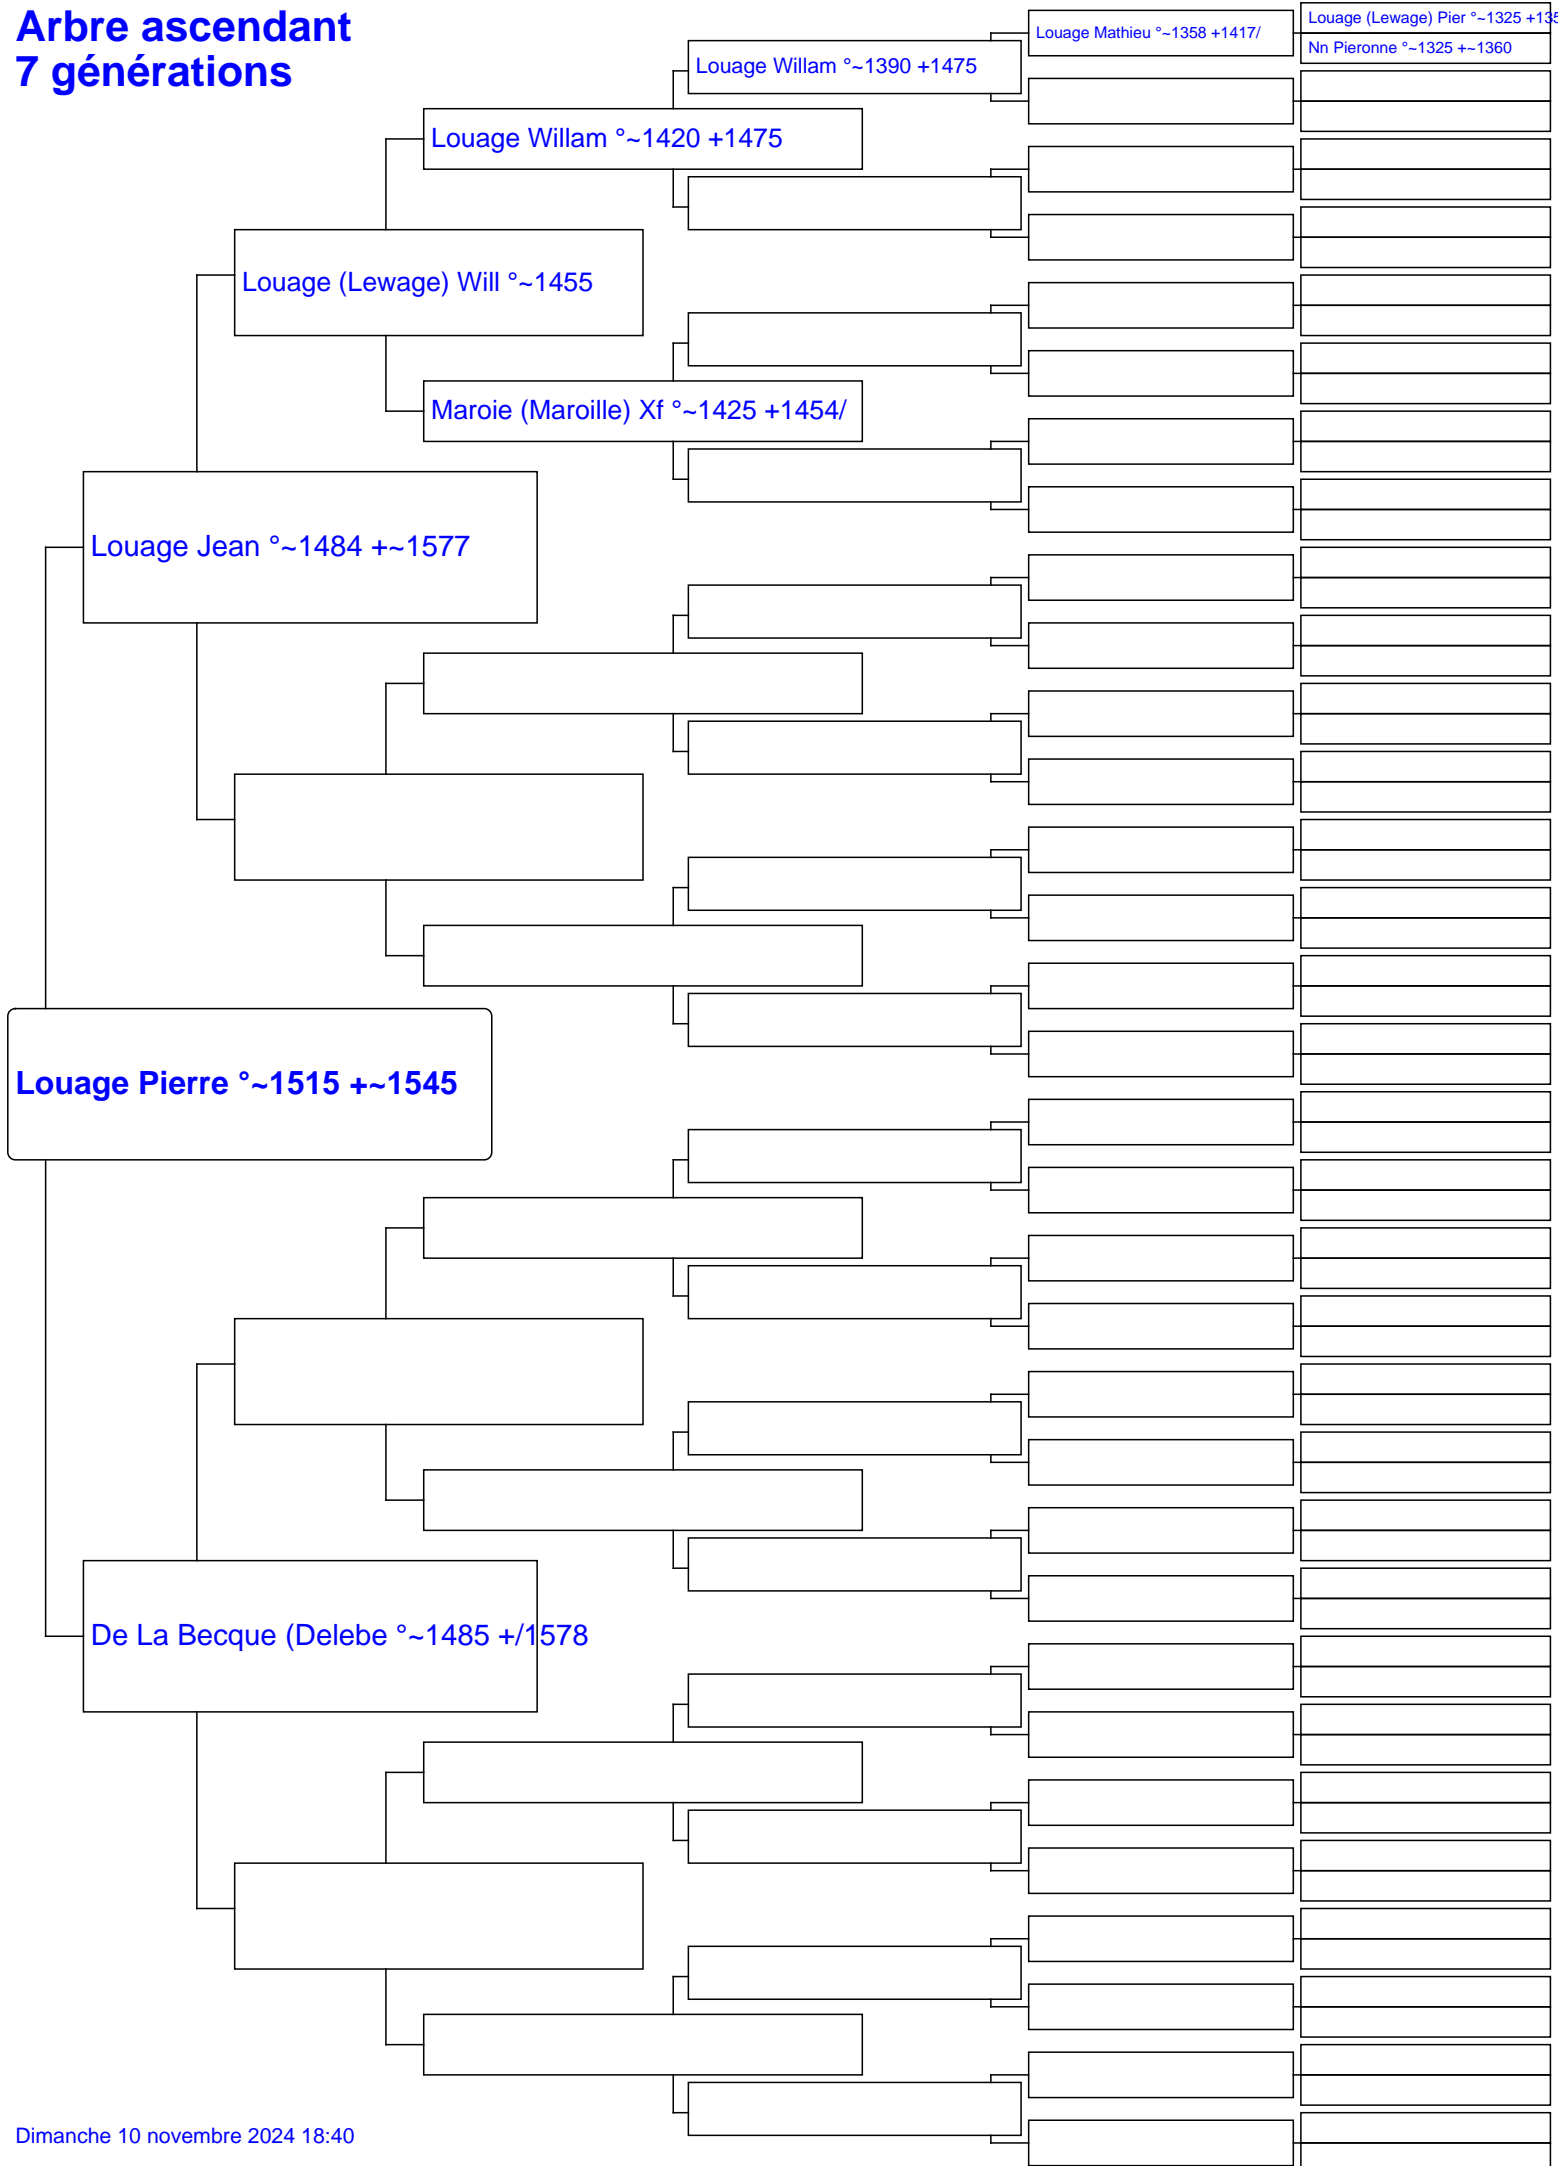 Arbre ascendant
7 générations
Louage (Lewage) Pier °~1325
Louage Mathieu °~1358 +1417/
Nn Pieronne °~1325 +~1360
Louage Willam °~1390 +1475
Louage Willam °~1420 +1475
Louage (Lewage) Will °~1455
Maroie (Maroille) Xf °~1425 +1454/
Louage Jean °~1484 +~1577
Louage Pierre °~1515 +~1545
De La Becque (Delebe °~1485 +/1578
Dimanche 10 novembre 2024 18:40